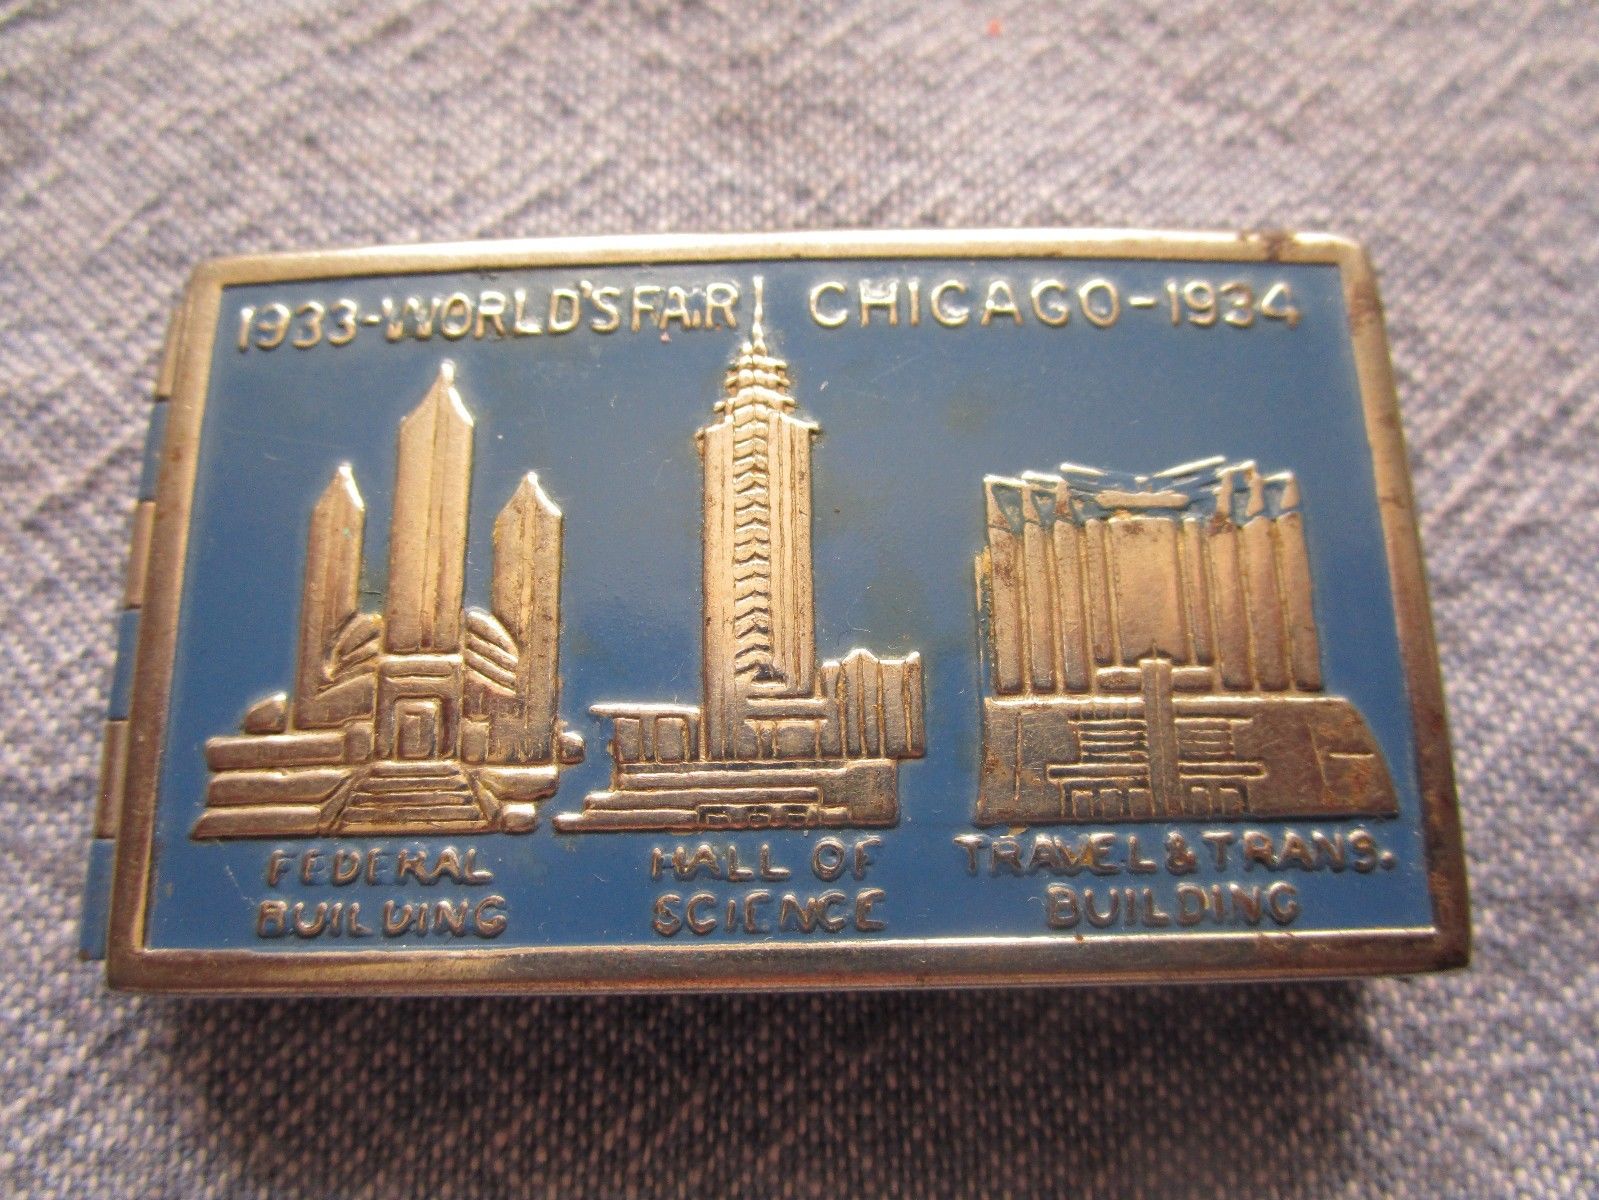 1933-WORLD'S FAIR CHICAGO-1934
FEDERAL
BUILDING
HALL OF
SCIENCE
TRAVEL & TRANS.
BUILDING